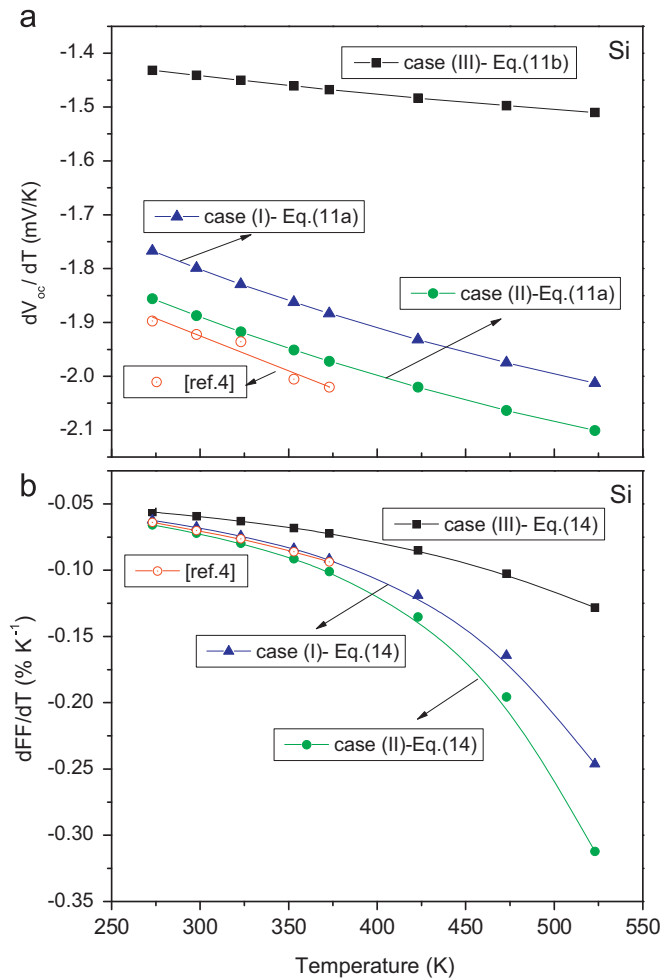 a
Si
case (III)- Eq.(11b)
-1.4
-1.5
-1.6
-1.7
-1.8
-1.9
-2.0
-2.1
dVoc/ dT (mV/K)
case (I)- Eq.(11a)
case (II)-Eq.(11a)
[ref.4]
b
Si
-0.05
-0.10
-0.15
-0.20
-0.25
-0.30
-0.35
dFF/dT (% K-1)
case (III)- Eq.(14)
[ref.4]
case (I)- Eq.(14)
case (II)-Eq.(14)
250 300 350 400 450 500 550
Temperature (K)